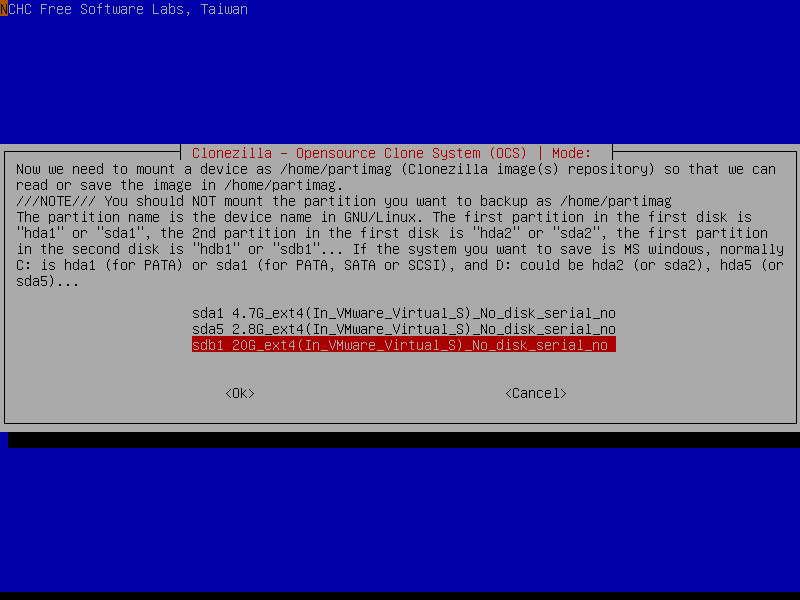 NCHC Free Software Labs, Taiwan
Clonezilla - Opensource Clone System (OCS) | Mode:
Now we need to mount a device as /home/partimag (Clonezilla image(s) repository) so that we can
read or save the image in /home/partimag.
///NOTE/// You should NOT mount the partition you want to backup as /home/partimag
The partition name is the device name in GNU/Linux. The first partition in the first disk is
"hda1" or "sda1", the 2nd partition in the first disk is "hda2" or "sda2", the first partition
in the second disk is "hdb1" or "sdb1"... If the system you want to save is MS windows, normally
C: is hda1 (for PATA) or sda1 (for PATA, SATA or SCSI), and D: could be hda2 (or sda2), hda5 (or
sda5)...
sda1 4.7G_ext4(In_VMware_Virtual_S)_No_disk_serial_no
sda5 2.8G_ext4(In_VMware_Virtual_S)_No_disk_serial_no
sdb1 20G_ext4(In_VMware_Virtual_S)_No_disk_serial_no
<Ok> <Cancel>